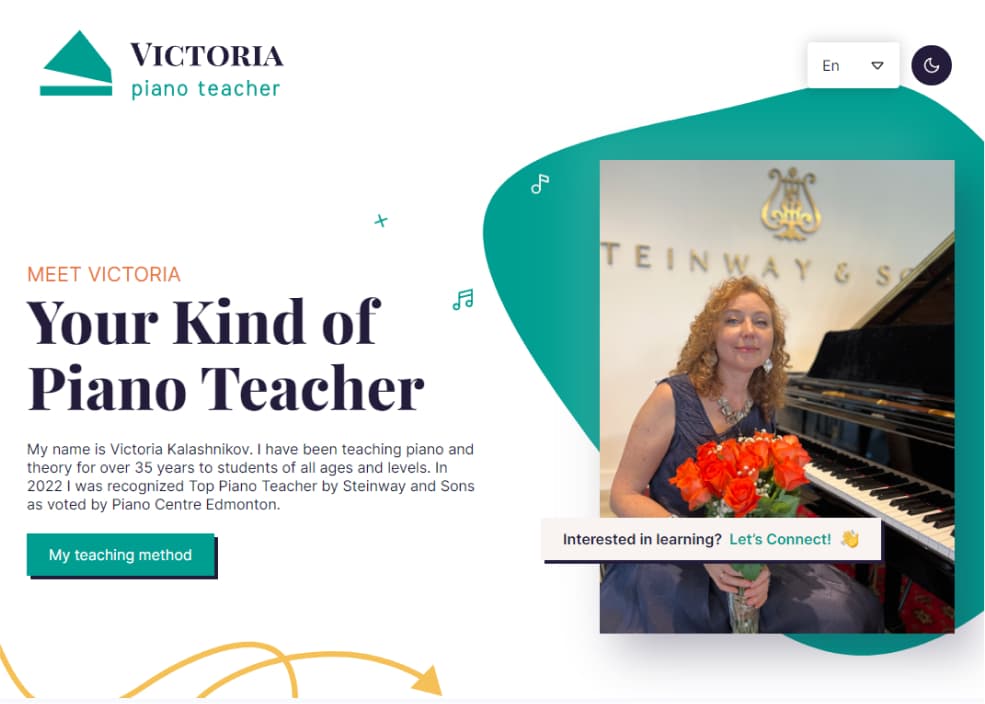 VICTORIA
piano teacher
En
MEET VICTORIA
Your Kind of
Piano Teacher
My name is Victoria Kalashnikov. I have been teaching piano and
theory for over 35 years to students of all ages and levels. In
2022 I was recognized Top Piano Teacher by Steinway and Sons
as voted by Piano Centre Edmonton.
My teaching method
TEINWAY & SO
Interested in learning? Let's Connect! 👋